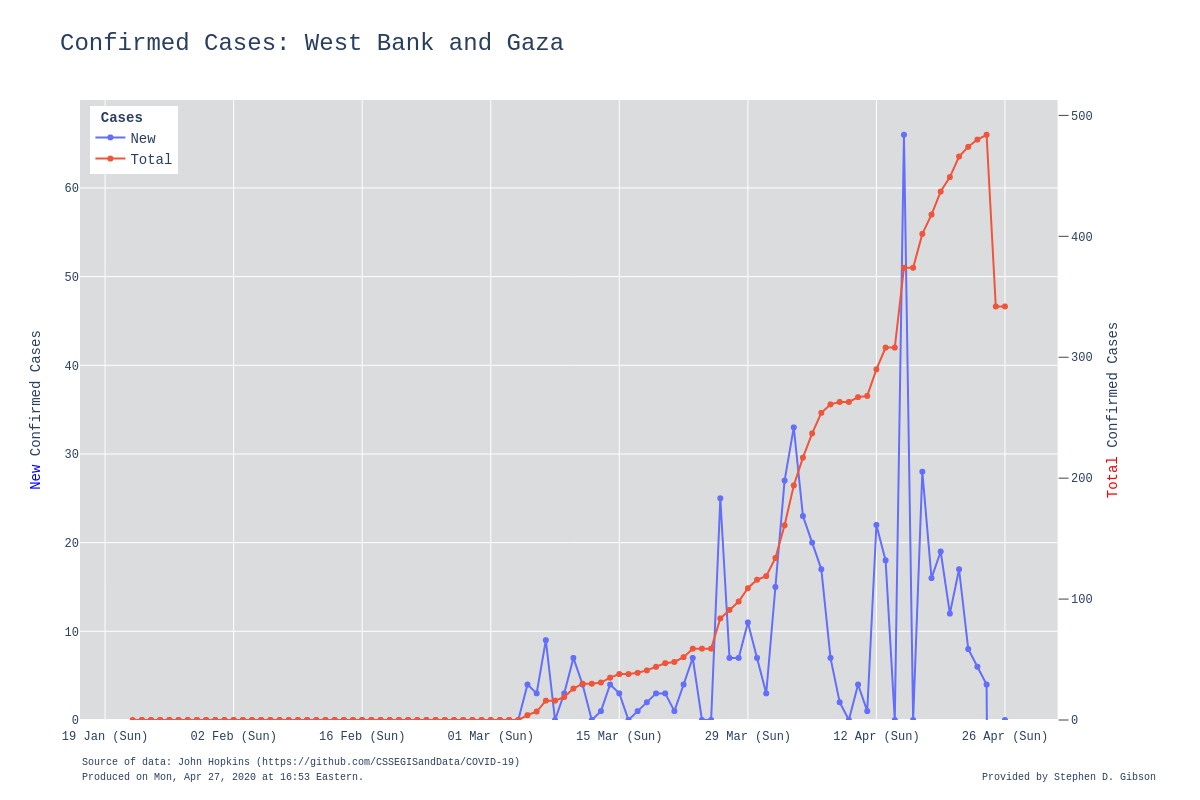 Confirmed Cases: West Bank and Gaza
Cases
New
Total
500
400
300
200
100
0
60
50
40
30
20
10
0
New Confirmed Cases
Total Confirmed Cases
19 Jan (Sun) 02 Feb (Sun) 16 Feb (Sun) 01 Mar (Sun) 15 Mar (Sun) 29 Mar (Sun) 12 Apr (Sun) 26 Apr (Sun)
Source of data: John Hopkins (https://github.com/CSSEGISandData/COVID-19)
Produced on Mon, Apr 27, 2020 at 16:53 Eastern.
Provided by Stephen D. Gibson